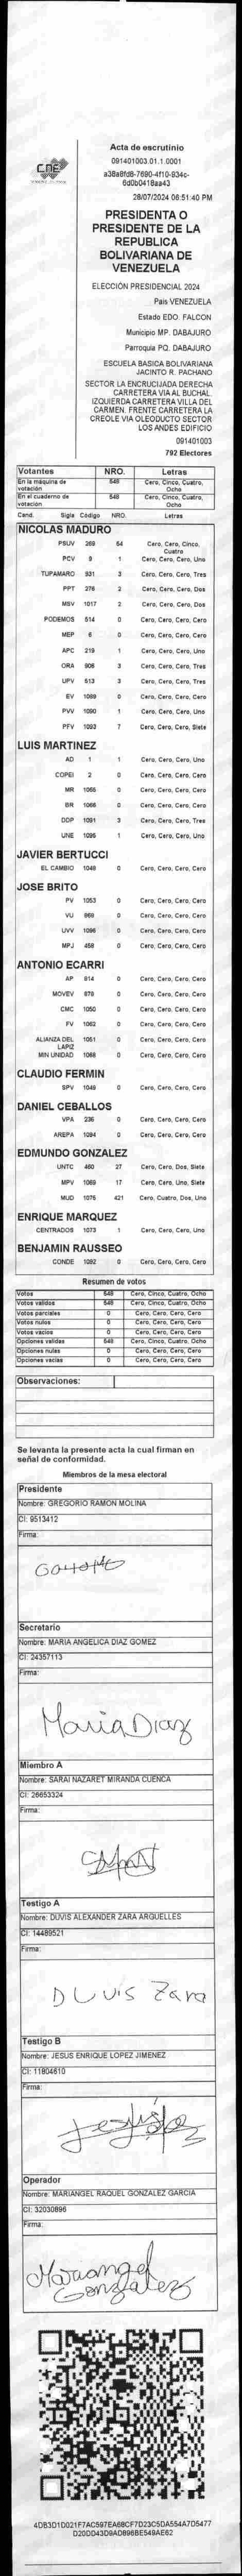 CNE
Acta de escrutinio
091401003.01.1.0001
a38a8fd6-7690-4f10-934c-
6d0b0418aa43
28/07/2024 06:51:40 PM
PRESIDENTA O
PRESIDENTE DE LA
REPUBLICA
BOLIVARIANA DE
VENEZUELA
ELECCIÓN PRESIDENCIAL 2024
País VENEZUELA
Estado EDO. FALCON
Municipio MP. DABAJURO
Parroquia PQ. DABAJURO
ESCUELA BASICA BOLIVARIANA
JACINTO R. PACHANO
SECTOR LA ENCRUCIJADA DERECHA
CARRETERA VIA AL BUCHAL.
IZQUIERDA CARRETERA VILLA DEL
CARMEN. FRENTE CARRETERA LA
CREOLE VIA OLEODUCTO SECTOR
LOS ANDES EDIFICIO
091401003
792 Electores
Votantes NRO. Letras
En la máquina de votación 548 Cero, Cinco, Cuatro, Ocho
En el cuaderno de votación 548 Cero, Cinco, Cuatro, Ocho
Cand. Sigla Código NRO. Letras
NICOLAS MADURO
PSUV 269 54 Cero, Cero, Cinco, Cuatro
PCV 9 1 Cero, Cero, Cero, Uno
TUPAMARO 931 3 Cero, Cero, Cero, Tres
PPT 276 2 Cero, Cero, Cero, Dos
MSV 1017 2 Cero, Cero, Cero, Dos
PODEMOS 514 0 Cero, Cero, Cero, Cero
MEP 6 0 Cero, Cero, Cero, Cero
APC 219 1 Cero, Cero, Cero, Uno
ORA 906 3 Cero, Cero, Cero, Tres
UPV 513 3 Cero, Cero, Cero, Tres
EV 1089 0 Cero, Cero, Cero, Cero
PVV 1090 1 Cero, Cero, Cero, Uno
PFV 1093 7 Cero, Cero, Cero, Siete
LUIS MARTINEZ
AD 1 1 Cero, Cero, Cero, Uno
COPEI 2 0 Cero, Cero, Cero, Cero
MR 1065 0 Cero, Cero, Cero, Cero
BR 1066 0 Cero, Cero, Cero, Cero
DDP 1091 3 Cero, Cero, Cero, Tres
UNE 1095 1 Cero, Cero, Cero, Uno
JAVIER BERTUCCI
EL CAMBIO 1048 0 Cero, Cero, Cero, Cero
JOSE BRITO
PV 1053 0 Cero, Cero, Cero, Cero
VU 969 0 Cero, Cero, Cero, Cero
UVV 1096 0 Cero, Cero, Cero, Cero
MPJ 458 0 Cero, Cero, Cero, Cero
ANTONIO ECARRI
AP 814 0 Cero, Cero, Cero, Cero
MOVEV 978 0 Cero, Cero, Cero, Cero
CMC 1050 0 Cero, Cero, Cero, Cero
FV 1062 0 Cero, Cero, Cero, Cero
ALIANZA DEL LAPIZ 1051 0 Cero, Cero, Cero, Cero
MIN UNIDAD 1068 0 Cero, Cero, Cero, Cero
CLAUDIO FERMIN
SPV 1049 0 Cero, Cero, Cero, Cero
DANIEL CEBALLOS
VPA 236 0 Cero, Cero, Cero, Cero
AREPA 1094 0 Cero, Cero, Cero, Cero
EDMUNDO GONZALEZ
UNTC 460 27 Cero, Cero, Dos, Siete
MPV 1069 17 Cero, Cero, Uno, Siete
MUD 1075 421 Cero, Cuatro, Dos, Uno
ENRIQUE MARQUEZ
CENTRADOS 1073 1 Cero, Cero, Cero, Uno
BENJAMIN RAUSSEO
CONDE 1092 0 Cero, Cero, Cero, Cero
Resumen de votos
Votos 548 Cero, Cinco, Cuatro, Ocho
Votos validos 548 Cero, Cinco, Cuatro, Ocho
Votos parciales 0 Cero, Cero, Cero, Cero
Votos nulos 0 Cero, Cero, Cero, Cero
Votos vacios 0 Cero, Cero, Cero, Cero
Opciones validas 548 Cero, Cinco, Cuatro, Ocho
Opciones nulas 0 Cero, Cero, Cero, Cero
Opciones vacias 0 Cero, Cero, Cero, Cero
Observaciones:
Se levanta la presente acta la cual firman en
señal de conformidad.
Miembros de la mesa electoral
Presidente
Nombre: GREGORIO RAMON MOLINA
CI: 9513412
Firma:
Secretario
Nombre: MARIA ANGELICA DIAZ GOMEZ
CI: 24357113
Firma:
Maria Diaz
Miembro A
Nombre: SARAI NAZARET MIRANDA CUENCA
CI: 26653324
Firma:
Testigo A
Nombre: DUVIS ALEXANDER ZARA ARGUELLES
CI: 14489521
Firma:
DUVIS Zara
Testigo B
Nombre: JESUS ENRIQUE LOPEZ JIMENEZ
CI: 11804610
Firma:
Operador
Nombre: MARIANGEL RAQUEL GONZALEZ GARCIA
CI: 32030896
Firma:
Mariangel
Gonzalez
4DB3D1D021F7AC597EA68CF7D23C5DA554A7D5477
D20DD43D9AD896BE549AE62